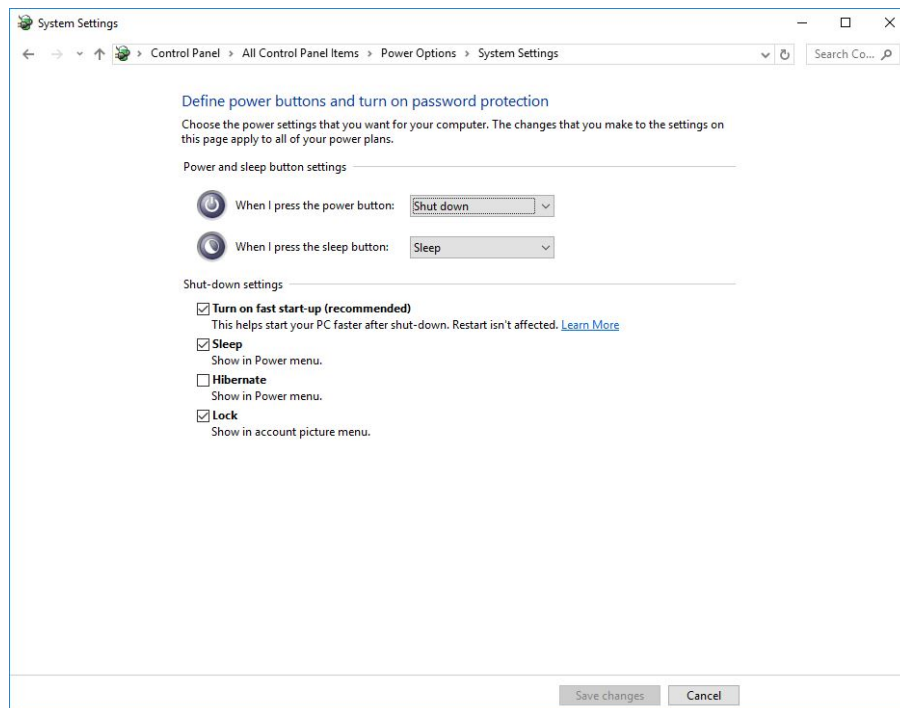 System Settings
Control Panel > All Control Panel Items > Power Options > System Settings
Search Co...
Define power buttons and turn on password protection
Choose the power settings that you want for your computer. The changes that you make to the settings on
this page apply to all of your power plans.
Power and sleep button settings
When I press the power button: Shut down
When I press the sleep button: Sleep
Shut-down settings
Turn on fast start-up (recommended)
This helps start your PC faster after shut-down. Restart isn't affected. Learn More
Sleep
Show in Power menu.
Hibernate
Show in Power menu.
Lock
Show in account picture menu.
Save changes Cancel